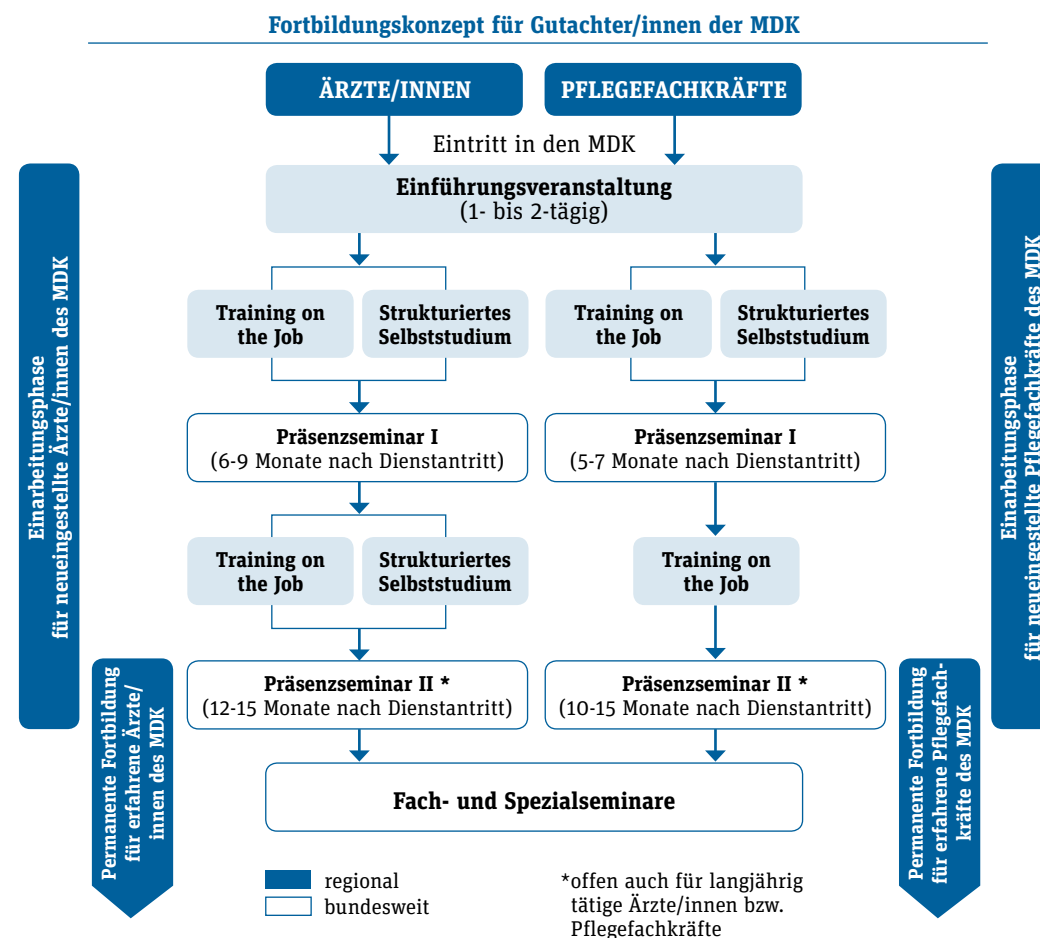 Fortbildungskonzept für Gutachter/innen der MDK
ÄRZTE/INNEN
PFLEGEFACHKRÄFTE
Eintritt in den MDK
Einführungsveranstaltung
(1- bis 2-tägig)
Training on
the Job
Strukturiertes
Selbststudium
Training on
the Job
Strukturiertes
Selbststudium
Präsenzseminar I
(6-9 Monate nach Dienstantritt)
Präsenzseminar I
(5-7 Monate nach Dienstantritt)
Training on
the Job
Strukturiertes
Selbststudium
Training on
the Job
Präsenzseminar II *
(12-15 Monate nach Dienstantritt)
Präsenzseminar II *
(10-15 Monate nach Dienstantritt)
Fach- und Spezialseminare
Einarbeitungsphase
für neueingestellte Ärzte/innen des MDK
Permanente Fortbildung
für erfahrene Ärzte/
innen des MDK
Einarbeitungsphase
für neueingestellte Pflegefachkräfte des MDK
Permanente Fortbildung
für erfahrene Pflegefach-
kräfte des MDK
regional
bundesweit
*offen auch für langjährig
tätige Ärzte/innen bzw.
Pflegefachkräfte